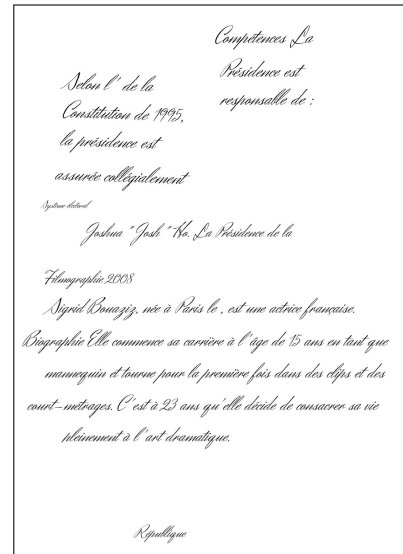 Compétences La
Présidence est
responsable de :
Selon l' de la
Constitution de 1995,
la présidence est
assurée collégialement
Système électoral
Joshua "Josh" Ho. La Présidence de la
Filmographie 2008
Sigrid Bouaziz, née à Paris le , est une actrice française.
Biographie Elle commence sa carrière à l'âge de 15 ans en tant que
mannequin et tourne pour la première fois dans des clips et des
court-métrages. C'est à 23 ans qu'elle décide de consacrer sa vie
pleinement à l'art dramatique.
République